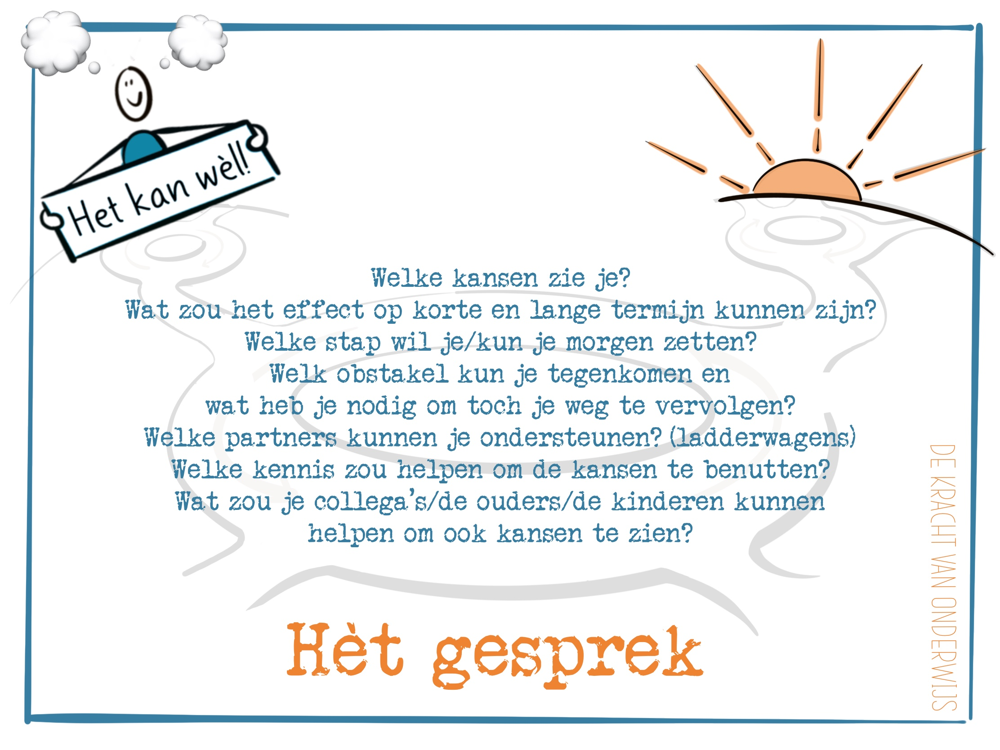 Het kan wèl!
Welke kansen zie je?
Wat zou het effect op korte en lange termijn kunnen zijn?
Welke stap wil je/kun je morgen zetten?
Welk obstakel kun je tegenkomen en
wat heb je nodig om toch je weg te vervolgen?
Welke partners kunnen je ondersteunen? (ladderwagens)
Welke kennis zou helpen om de kansen te benutten?
Wat zou je collega's/de ouders/de kinderen kunnen
helpen om ook kansen te zien?
Hèt gesprek
DE KRACHT VAN ONDERWIJS